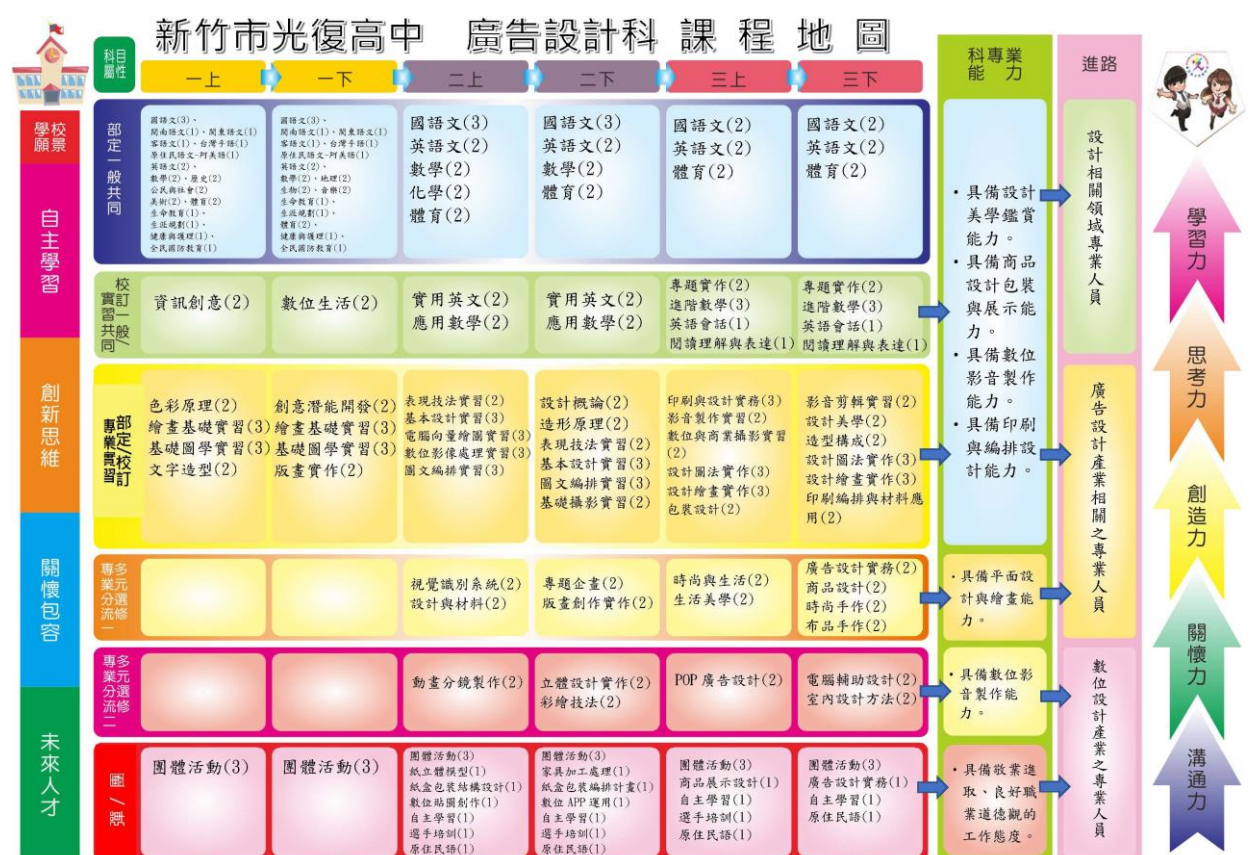 新竹市光復高中 廣告設計科 課程地圖
科目
屬性
一上
一下
二上
二下
三上
三下
科專業
能 力
進路
學校
願景
自主學習
創新思維
關懷包容
未來人才
部定一般共同
國語文(3)、
閩南語文(1)、閩東語文(1)
客語文(1)、台灣手語(1)
原住民語文-阿美語(1)
英語文(2)、
數學(2)、歷史(2)
公民與社會(2)
美術(2)、體育(2)
生命教育(1)、
生涯規劃(1)、
健康與護理(1)、
全民國防教育(1)
國語文(3)、
閩南語文(1)、閩東語文(1)
客語文(1)、台灣手語(1)
原住民語文-阿美語(1)
英語文(2)、
數學(2)、地理(2)
生物(2)、音樂(2)
生命教育(1)、
生涯規劃(1)、
體育(2)、
健康與護理(1)、
全民國防教育(1)
國語文(3)
英語文(2)
數學(2)
化學(2)
體育(2)
國語文(3)
英語文(2)
數學(2)
體育(2)
國語文(2)
英語文(2)
體育(2)
國語文(2)
英語文(2)
體育(2)
校訂一般/
實習共同
資訊創意(2)
數位生活(2)
實用英文(2)
應用數學(2)
實用英文(2)
應用數學(2)
專題實作(2)
進階數學(3)
英語會話(1)
閱讀理解與表達(1)
專題實作(2)
進階數學(3)
英語會話(1)
閱讀理解與表達(1)
部定/校訂
專業實習
色彩原理(2)
繪畫基礎實習(3)
基礎圖學實習(3)
文字造型(2)
創意潛能開發(2)
繪畫基礎實習(3)
基礎圖學實習(3)
版畫實作(2)
表現技法實習(2)
基本設計實習(3)
電腦向量繪圖實習(3)
數位影像處理實習(3)
圖文編排實習(3)
設計概論(2)
造形原理(2)
表現技法實習(2)
基本設計實習(3)
圖文編排實習(3)
基礎攝影實習(2)
印刷與設計實務(3)
影音製作實習(2)
數位與商業攝影實習
(2)
設計圖法實作(3)
設計繪畫實作(3)
包裝設計(2)
影音剪輯實習(2)
設計美學(2)
造型構成(2)
設計圖法實作(3)
設計繪畫實作(3)
印刷編排與材料應
用(2)
多元選修
專業分流一
視覺識別系統(2)
設計與材料(2)
專題企畫(2)
版畫創作實作(2)
時尚與生活(2)
生活美學(2)
廣告設計實務(2)
商品設計(2)
時尚手作(2)
布品手作(2)
多元選修
專業分流二
動畫分鏡製作(2)
立體設計實作(2)
彩繪技法(2)
POP 廣告設計(2)
電腦輔助設計(2)
室內設計方法(2)
團/彈
團體活動(3)
團體活動(3)
團體活動(3)
紙立體模型(1)
紙盒包裝結構設計(1)
數位貼圖創作(1)
自主學習(1)
選手培訓(1)
原住民語(1)
團體活動(3)
家具加工處理(1)
紙盒包裝編排計畫(1)
數位 APP 運用(1)
自主學習(1)
選手培訓(1)
原住民語(1)
團體活動(3)
商品展示設計(1)
自主學習(1)
選手培訓(1)
原住民語(1)
團體活動(3)
廣告設計實務(1)
自主學習(1)
原住民語(1)
・具備設計
美學鑑賞
能力。
・具備商品
設計包裝
與展示能
力。
・具備數位
影音製作
能力。
・具備印刷
與編排設
計能力。
・具備平面設
計與繪畫能
力。
・具備數位影
音製作能
力。
・具備敬業進
取、良好職
業道德觀的
工作態度。
設計相關領域專業人員
廣告設計產業相關之專業人員
數位設計產業之專業人員
學習力
思考力
創造力
關懷力
溝通力